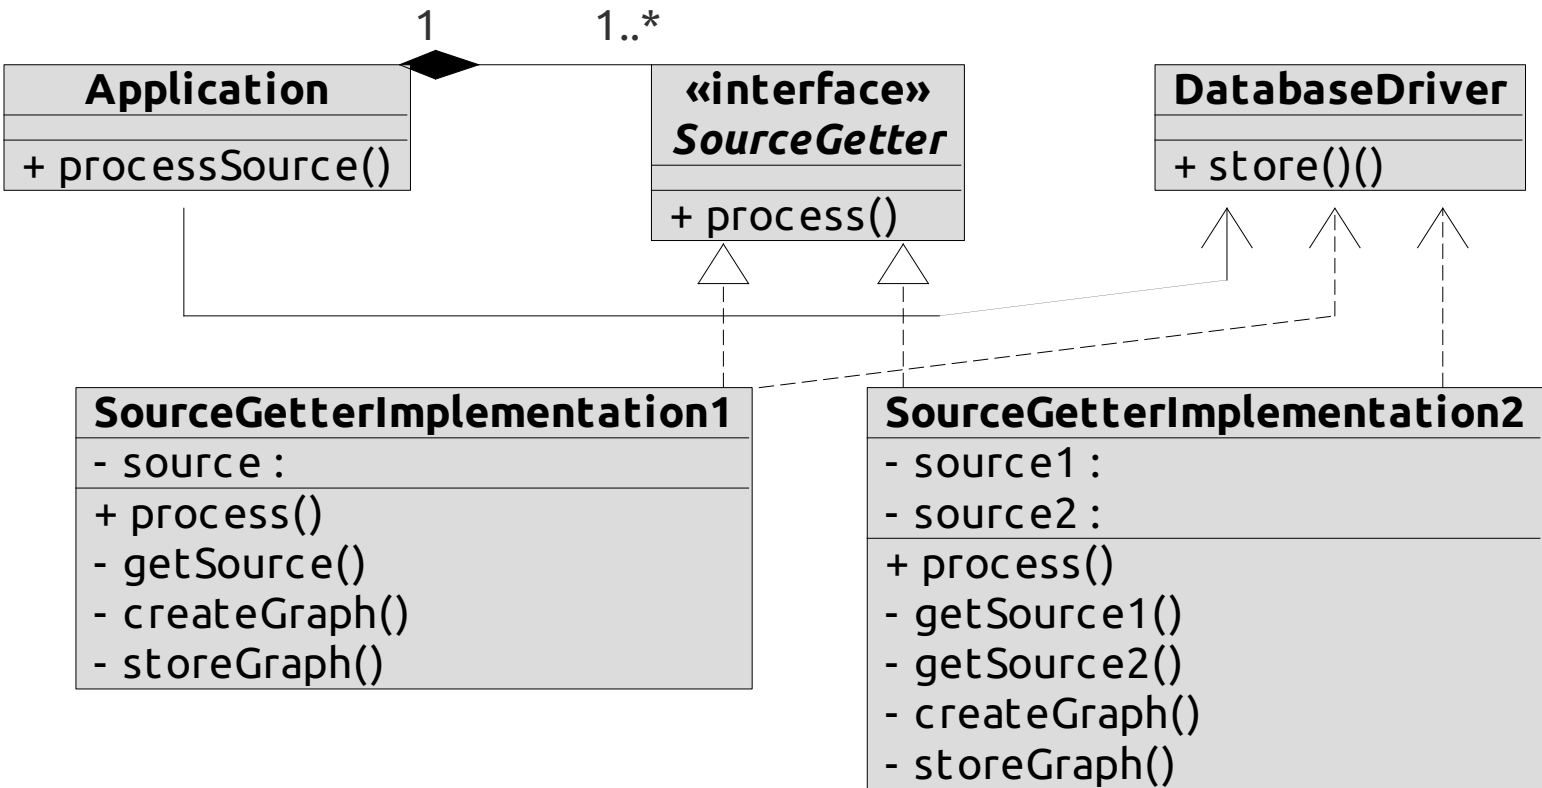 1
1..*
Application
+ processSource()
«interface»
SourceGetter
+ process()
DatabaseDriver
+ store()()
SourceGetterImplementation1
- source :
+ process()
- getSource()
- createGraph()
- storeGraph()
SourceGetterImplementation2
- source1 :
- source2 :
+ process()
- getSource1()
- getSource2()
- createGraph()
- storeGraph()